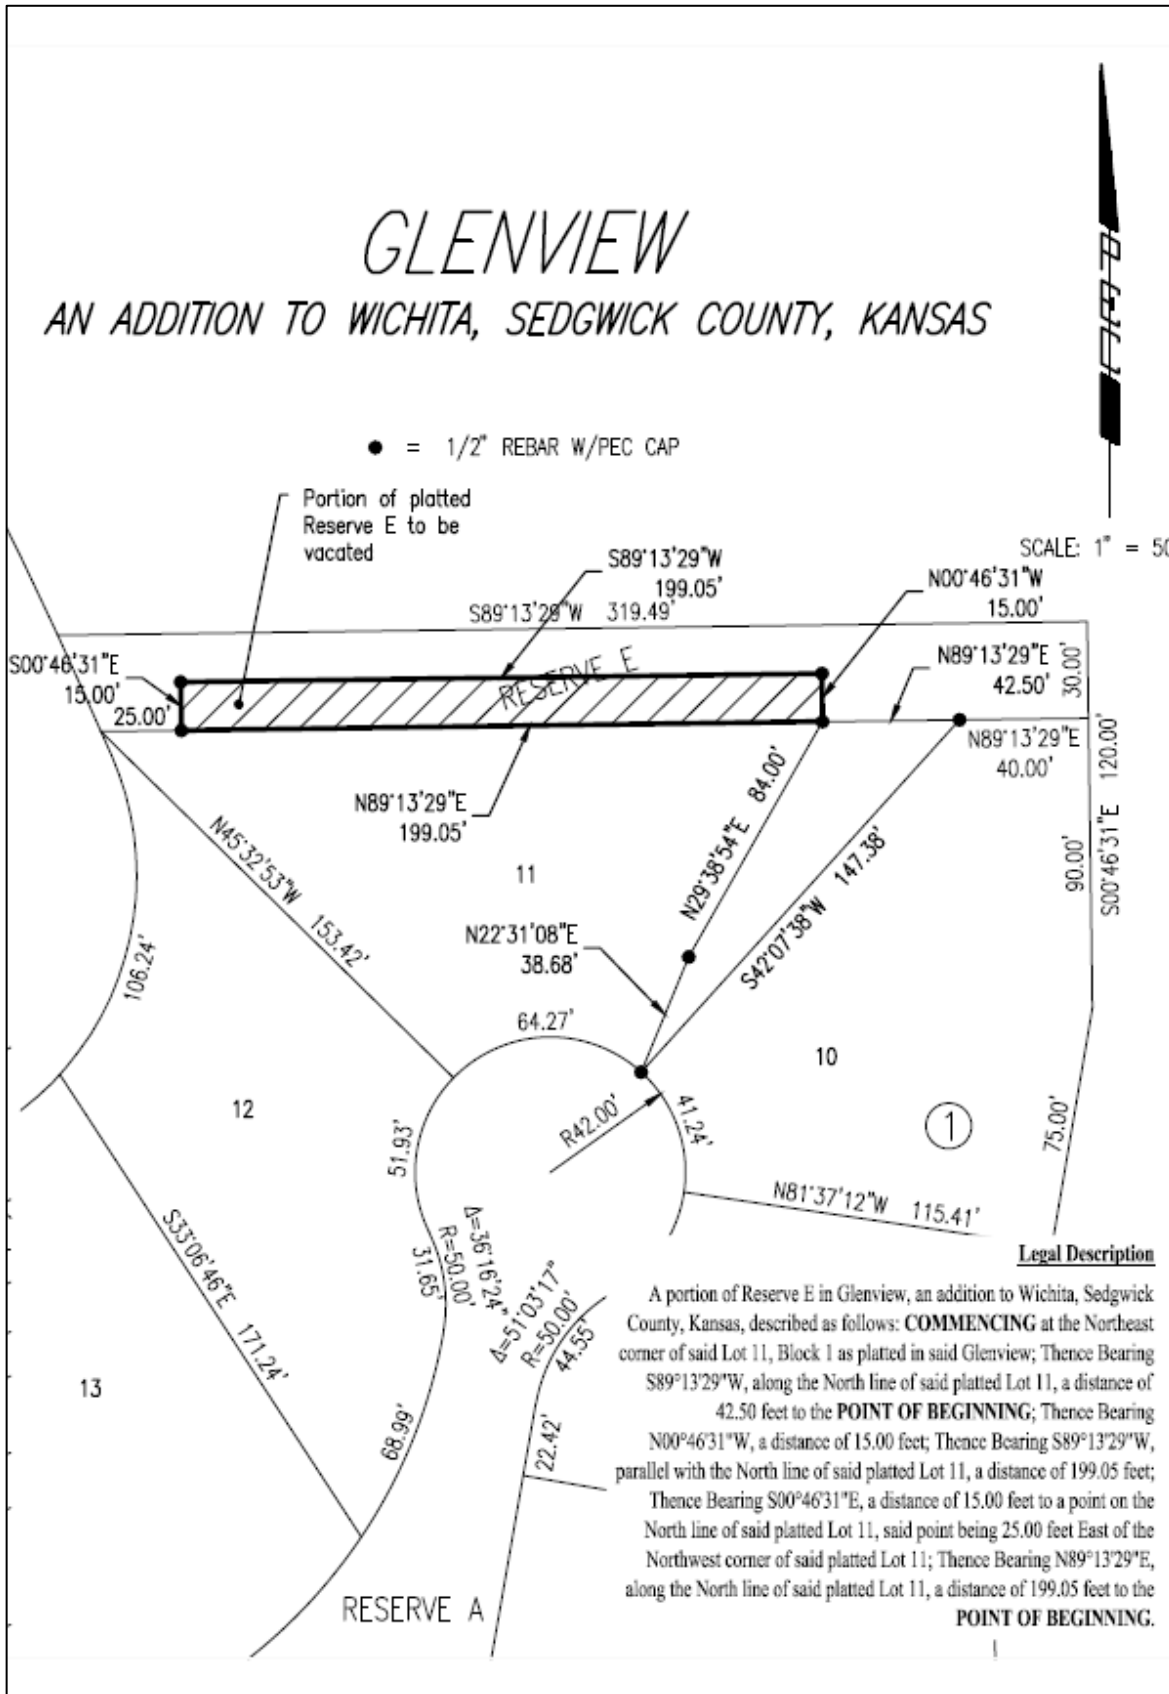 GLENVIEW
AN ADDITION TO WICHITA, SEDGWICK COUNTY, KANSAS
● = 1/2" REBAR W/PEC CAP
Portion of platted
Reserve E to be
vacated
SCALE: 1" = 50
S89°13'29"W
199.05'
N00°46'31"W
15.00'
S89°13'29"W 319.49'
S00°46'31"E
15.00'
25.00'
RESERVE E
N89°13'29"E
42.50'
30.00'
N89°13'29"E
40.00'
120.00'
S00°46'31"E
90.00'
N89°13'29"E
199.05'
N45°32'53"W 153.42'
11
N29°38'54"E 84.00'
S42°07'38"W 147.38'
N22°31'08"E
38.68'
106.24'
64.27'
10
12
R42.00'
41.24'
1
75.00'
51.93'
N81°37'12"W 115.41'
S33°06'46"E 171.24'
Δ=36°16'24"
R=50.00'
31.65'
Δ=51°03'17"
R=50.00'
44.55'
13
68.99'
22.42'
RESERVE A
Legal Description
A portion of Reserve E in Glenview, an addition to Wichita, Sedgwick
County, Kansas, described as follows: COMMENCING at the Northeast
corner of said Lot 11, Block 1 as platted in said Glenview; Thence Bearing
S89°13'29"W, along the North line of said platted Lot 11, a distance of
42.50 feet to the POINT OF BEGINNING; Thence Bearing
N00°46'31"W, a distance of 15.00 feet; Thence Bearing S89°13'29"W,
parallel with the North line of said platted Lot 11, a distance of 199.05 feet;
Thence Bearing S00°46'31"E, a distance of 15.00 feet to a point on the
North line of said platted Lot 11, said point being 25.00 feet East of the
Northwest corner of said platted Lot 11; Thence Bearing N89°13'29"E,
along the North line of said platted Lot 11, a distance of 199.05 feet to the
POINT OF BEGINNING.